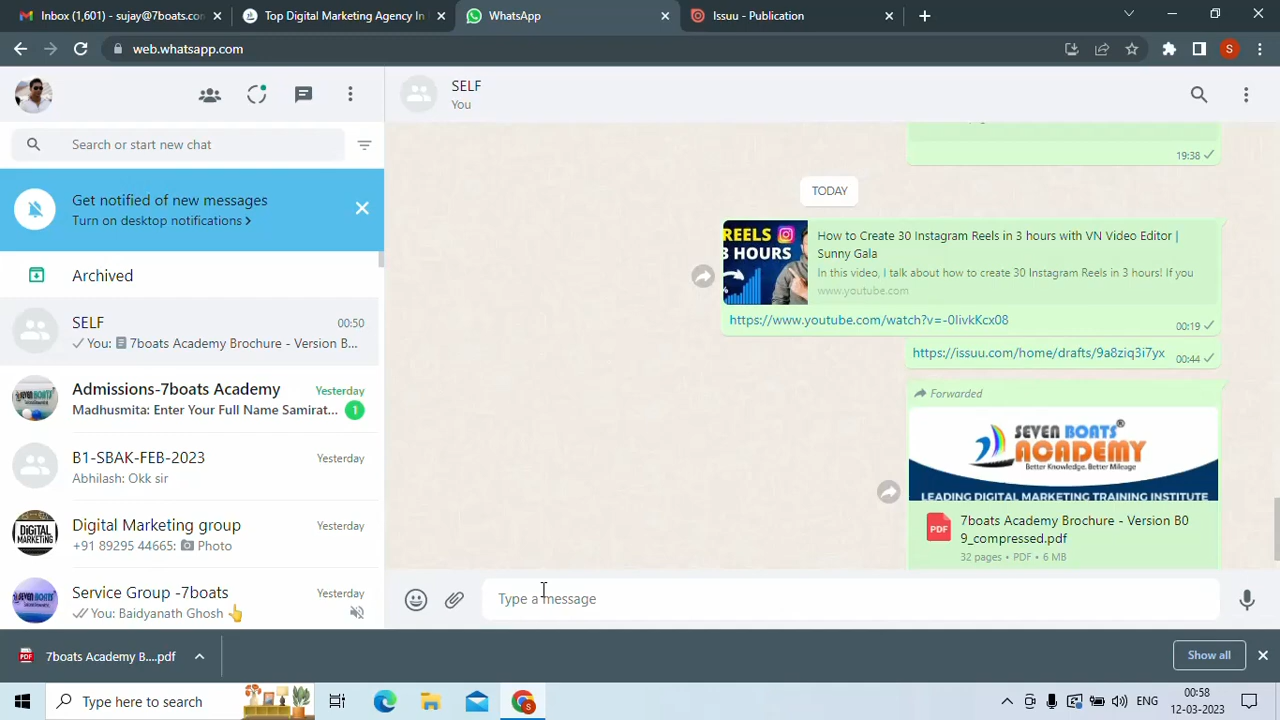 Inbox (1,601) - sujay@7boats.con
Top Digital Marketing Agency In
WhatsApp
Issuu - Publication
web.whatsapp.com
S
SELF
You
Search or start new chat
Get notified of new messages
Turn on desktop notifications >
Archived
SELF
00:50
You: 7boats Academy Brochure - Version B...
Admissions-7boats Academy
Yesterday
Madhusmita: Enter Your Full Name Samirat...
1
B1-SBAK-FEB-2023
Yesterday
Abhilash: Okk sir
DIGITAL MARKETING
Digital Marketing group
Yesterday
+91 89295 44665: Photo
Service Group -7boats
Yesterday
You: Baidyanath Ghosh
19:38
TODAY
REELS
HOURS
How to Create 30 Instagram Reels in 3 hours with VN Video Editor |
Sunny Gala
In this video, I talk about how to create 30 Instagram Reels in 3 hours! If you
www.youtube.com
https://www.youtube.com/watch?v=-0IivkKcx08
00:19
https://issuu.com/home/drafts/9a8ziq3i7yx
00:44
Forwarded
SEVEN BOATS®
ACADEMY
Better Knowledge. Better Mileage
LEADING DIGITAL MARKETING TRAINING INSTITUTE
PDF
7boats Academy Brochure - Version B0
9_compressed.pdf
32 pages • PDF • 6 MB
Type a message
7boats Academy B....pdf
Show all
Type here to search
ENG
00:58
12-03-2023